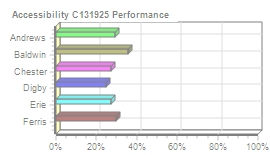 Accessibility C131925 Performance
Andrews
Baldwin
Chester
Digby
Erie
Ferris
0% 20% 40% 60% 80% 100%